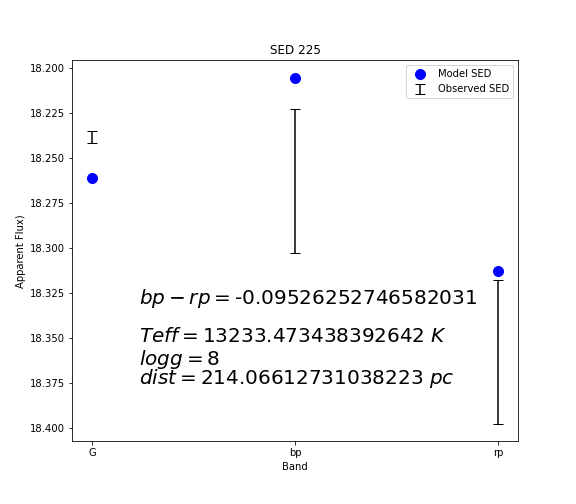 SED 225
Model SED
Observed SED
18.200
18.225
18.250
18.275
18.300
18.325
18.350
18.375
18.400
Apparent Flux)
bp − rp = -0.09526252746582031
Teff = 13233.473438392642 K
logg = 8
dist = 214.06612731038223 pc
G
bp
rp
Band